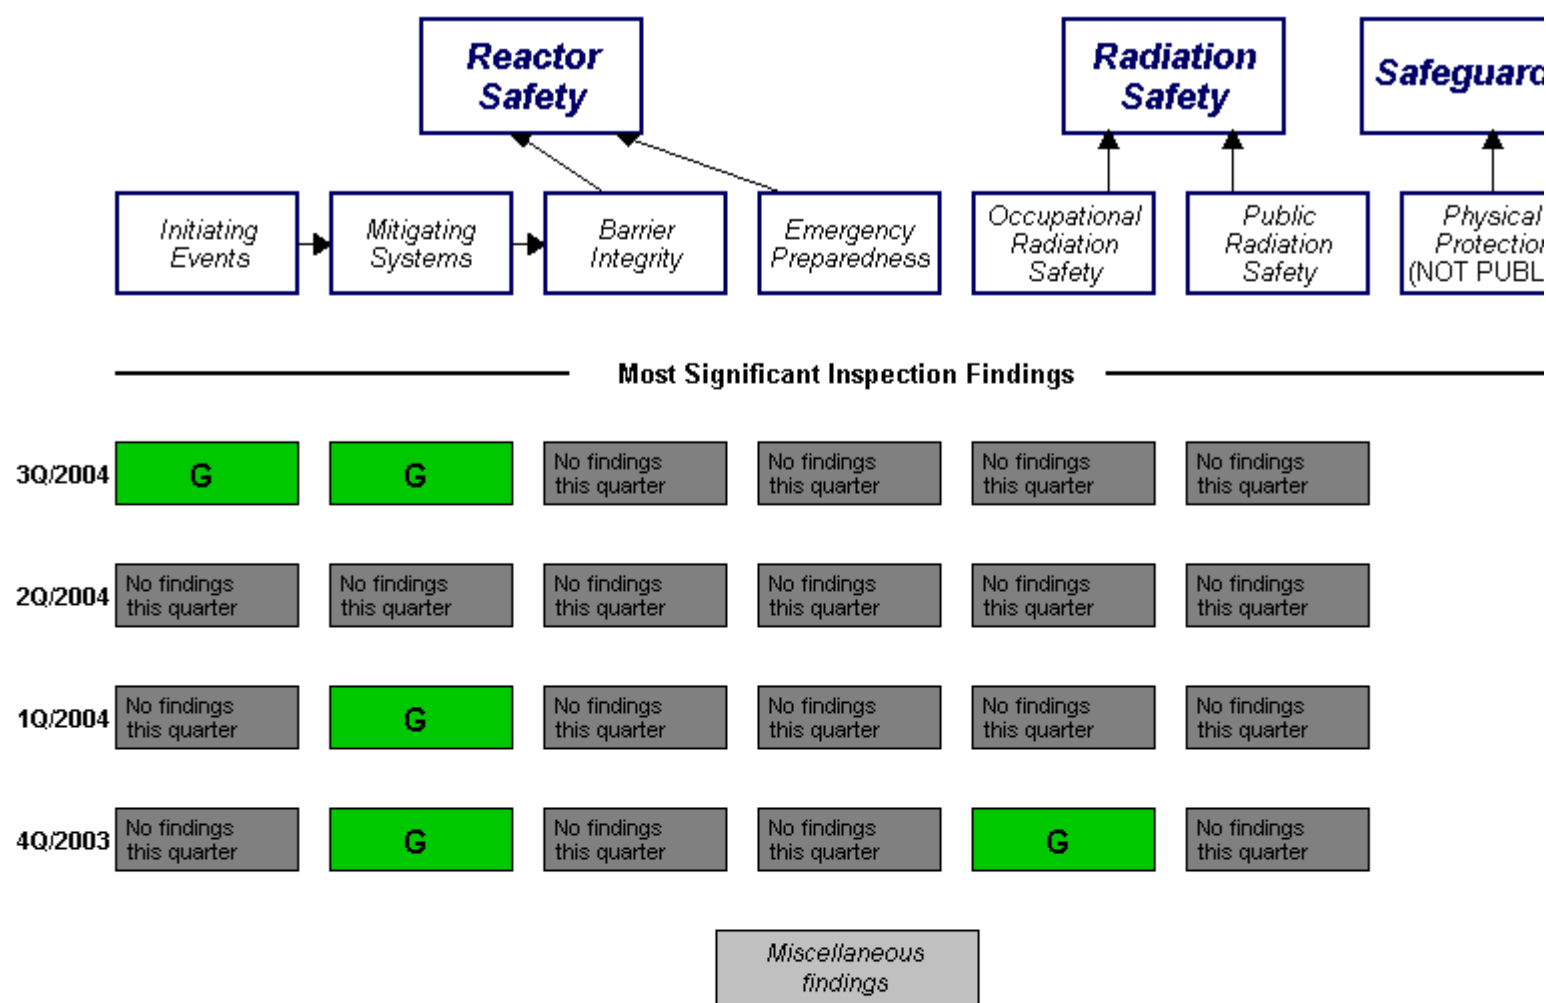 Reactor
Safety
Radiation
Safety
Safeguard
Initiating
Events
Mitigating
Systems
Barrier
Integrity
Emergency
Preparedness
Occupational
Radiation
Safety
Public
Radiation
Safety
Physical
Protection
(NOT PUBL
Most Significant Inspection Findings
3Q/2004
G
G
No findings
this quarter
No findings
this quarter
No findings
this quarter
No findings
this quarter
2Q/2004
No findings
this quarter
No findings
this quarter
No findings
this quarter
No findings
this quarter
No findings
this quarter
No findings
this quarter
1Q/2004
No findings
this quarter
G
No findings
this quarter
No findings
this quarter
No findings
this quarter
No findings
this quarter
4Q/2003
No findings
this quarter
G
No findings
this quarter
No findings
this quarter
G
No findings
this quarter
Miscellaneous
findings